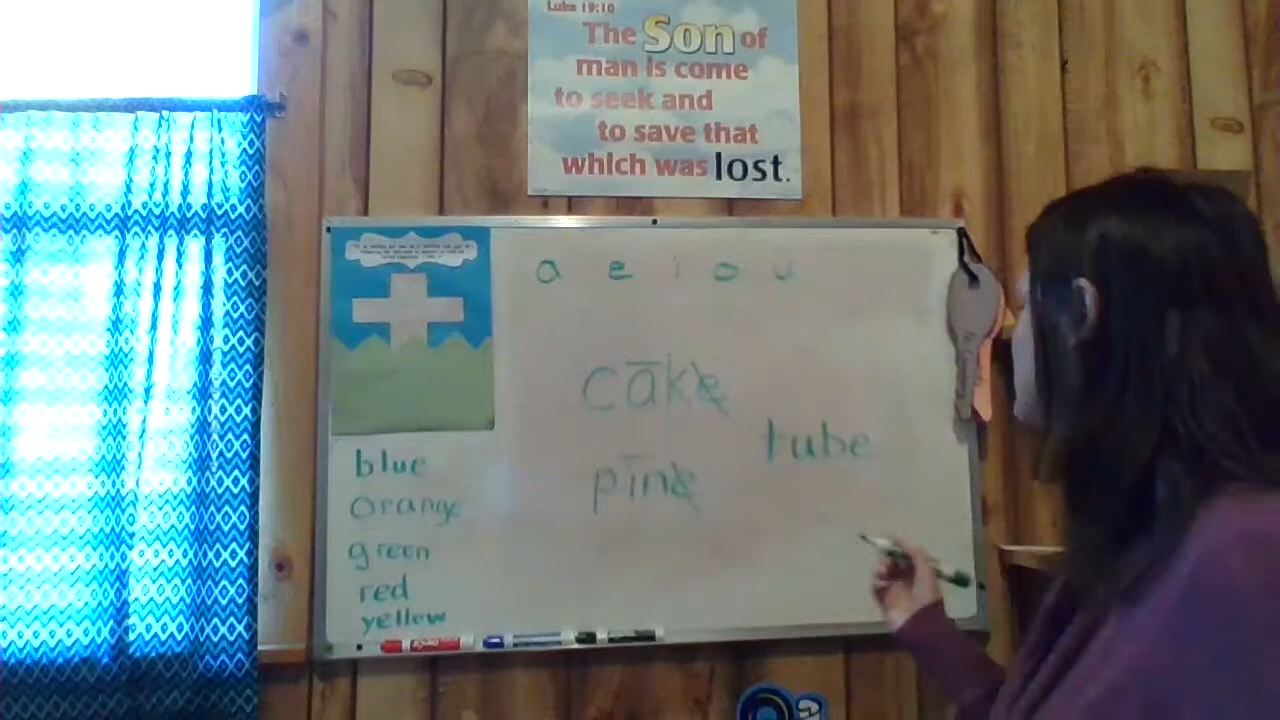 Luke 19:10
The Son of
man is come
to seek and
to save that
which was lost.
a e i o u
cāke
tube
pīne
blue
orange
green
red
yellow